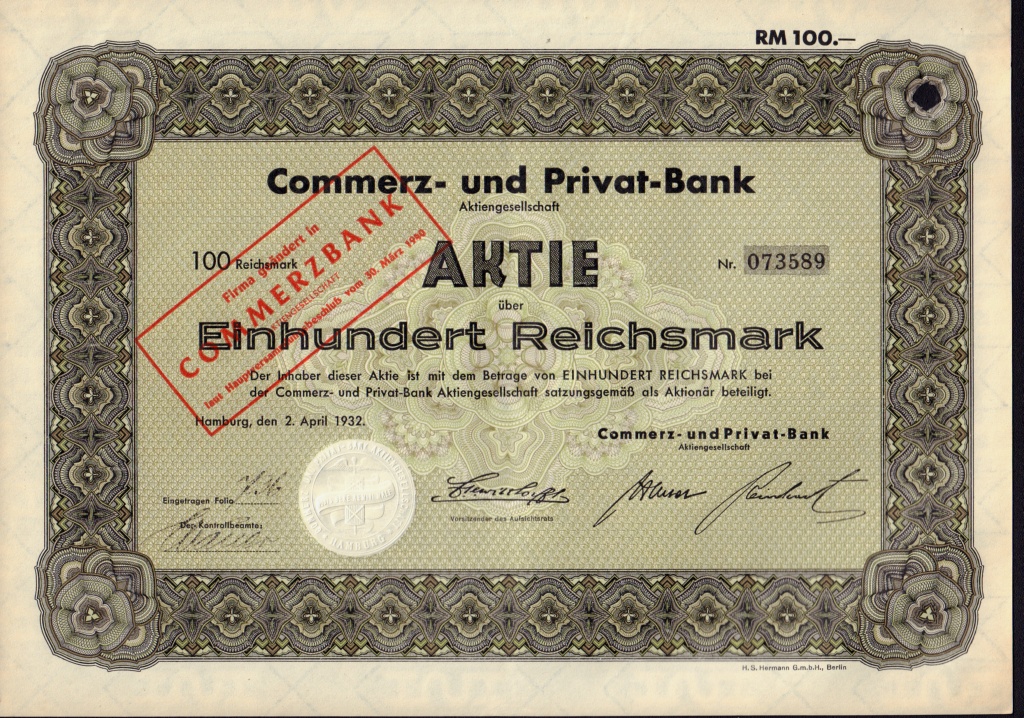 RM 100.—
Commerz- und Privat-Bank
Aktiengesellschaft
100 Reichsmark
AKTIE
Nr. 073589
über
Einhundert Reichsmark
Der Inhaber dieser Aktie ist mit dem Betrage von EINHUNDERT REICHSMARK bei
der Commerz- und Privat-Bank Aktiengesellschaft satzungsgemäß als Aktionär beteiligt.
Hamburg, den 2. April 1932.
Firma geändert in
COMMERZBANK
AKTIENGESELLSCHAFT
laut Hauptversammlungsbeschluß vom 30. März 1940
Commerz- und Privat-Bank
Aktiengesellschaft
Eingetragen Folio
Vorsitzender des Aufsichtsrats
Der Kontrollbeamte:
H. S. Hermann G.m.b.H., Berlin